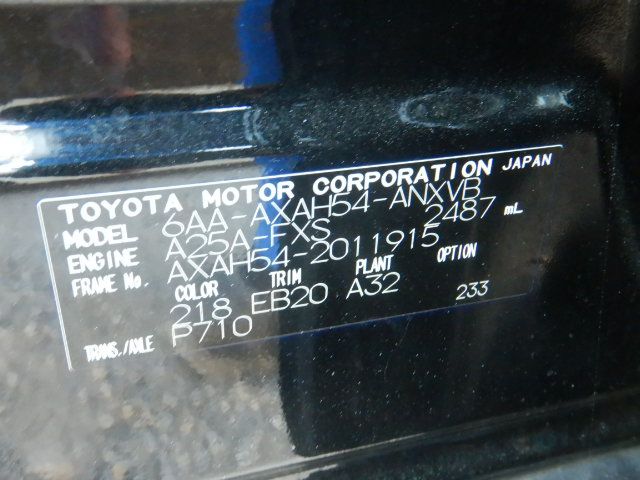 TOYOTA MOTOR CORPORATION JAPAN
MODEL 6AA-AXAH54-ANXVB
ENGINE A25A-FXS 2487 mL
FRAME No. AXAH54-2011915
COLOR TRIM PLANT OPTION
218 EB20 A32 233
TRANS./AXLE P710